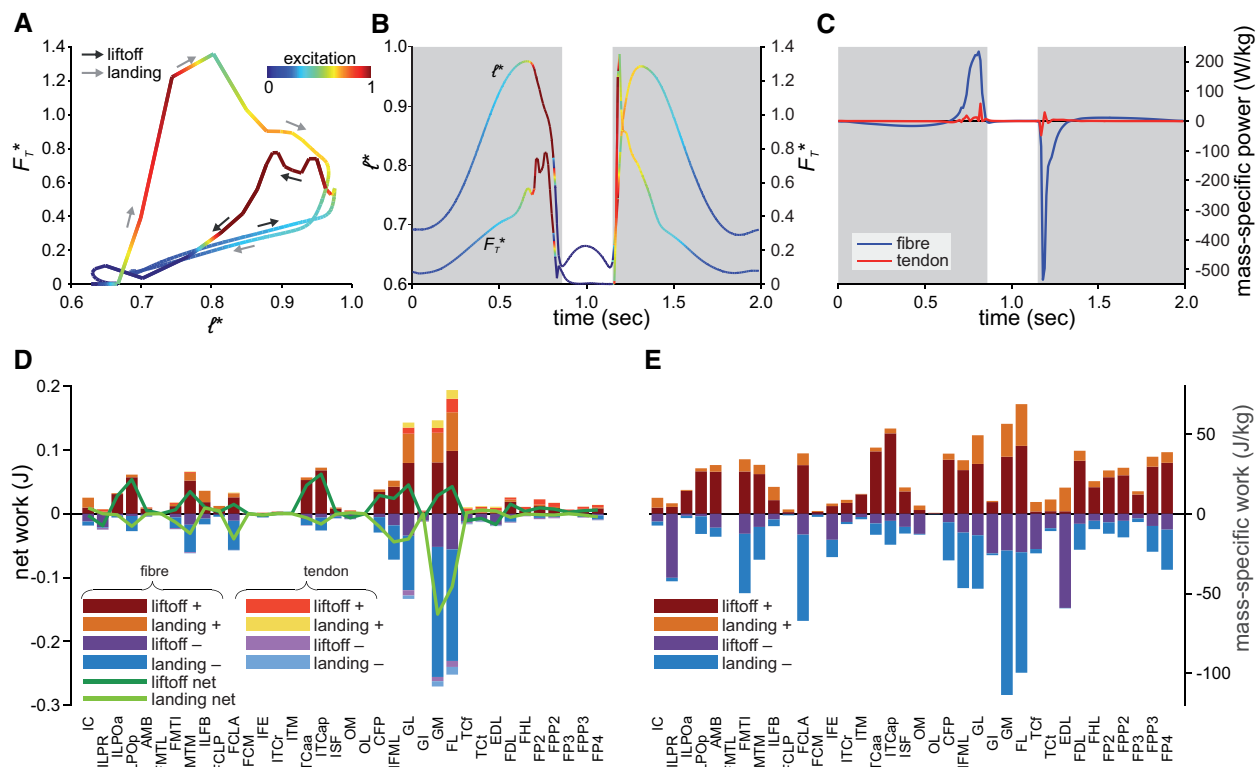 A
B
C
1.4
1.2
1.0
0.8
0.6
0.4
0.2
0
F_T*
liftoff
landing
excitation
0
1
0.6
0.7
0.8
0.9
1.0
ℓ*
1.0
0.9
0.8
0.7
0.6
ℓ*
ℓ*
F_T*
1.4
1.2
1.0
0.8
0.6
0.4
0.2
0
F_T*
0
0.5
1.0
1.5
2.0
time (sec)
200
100
0
-100
-200
-300
-400
-500
mass-specific power (W/kg)
fibre
tendon
0
0.5
1.0
1.5
2.0
time (sec)
D
E
0.2
0.1
0
-0.1
-0.2
-0.3
net work (J)
fibre
tendon
liftoff +
landing +
liftoff –
landing –
liftoff net
landing net
liftoff +
landing +
liftoff –
landing –
IC
ILPR
ILPOa
LPOp
AMB
FMTL
FMTI
MTM
ILFB
FCLP
FCLA
FCM
IFE
ITCr
ITM
TCaa
ITCap
ISF
OM
OL
CFP
IFML
GL
GI
GM
FL
TCf
TCt
EDL
FDL
FHL
FP2
FPP2
FP3
FPP3
FP4
liftoff +
landing +
liftoff –
landing –
50
0
-50
-100
mass-specific work (J/kg)
IC
ILPR
ILPOa
LPOp
AMB
FMTL
FMTI
MTM
ILFB
FCLP
FCLA
FCM
IFE
ITCr
ITM
TCaa
ITCap
ISF
OM
OL
CFP
IFML
GL
GI
GM
FL
TCf
TCt
EDL
FDL
FHL
FP2
FPP2
FP3
FPP3
FP4